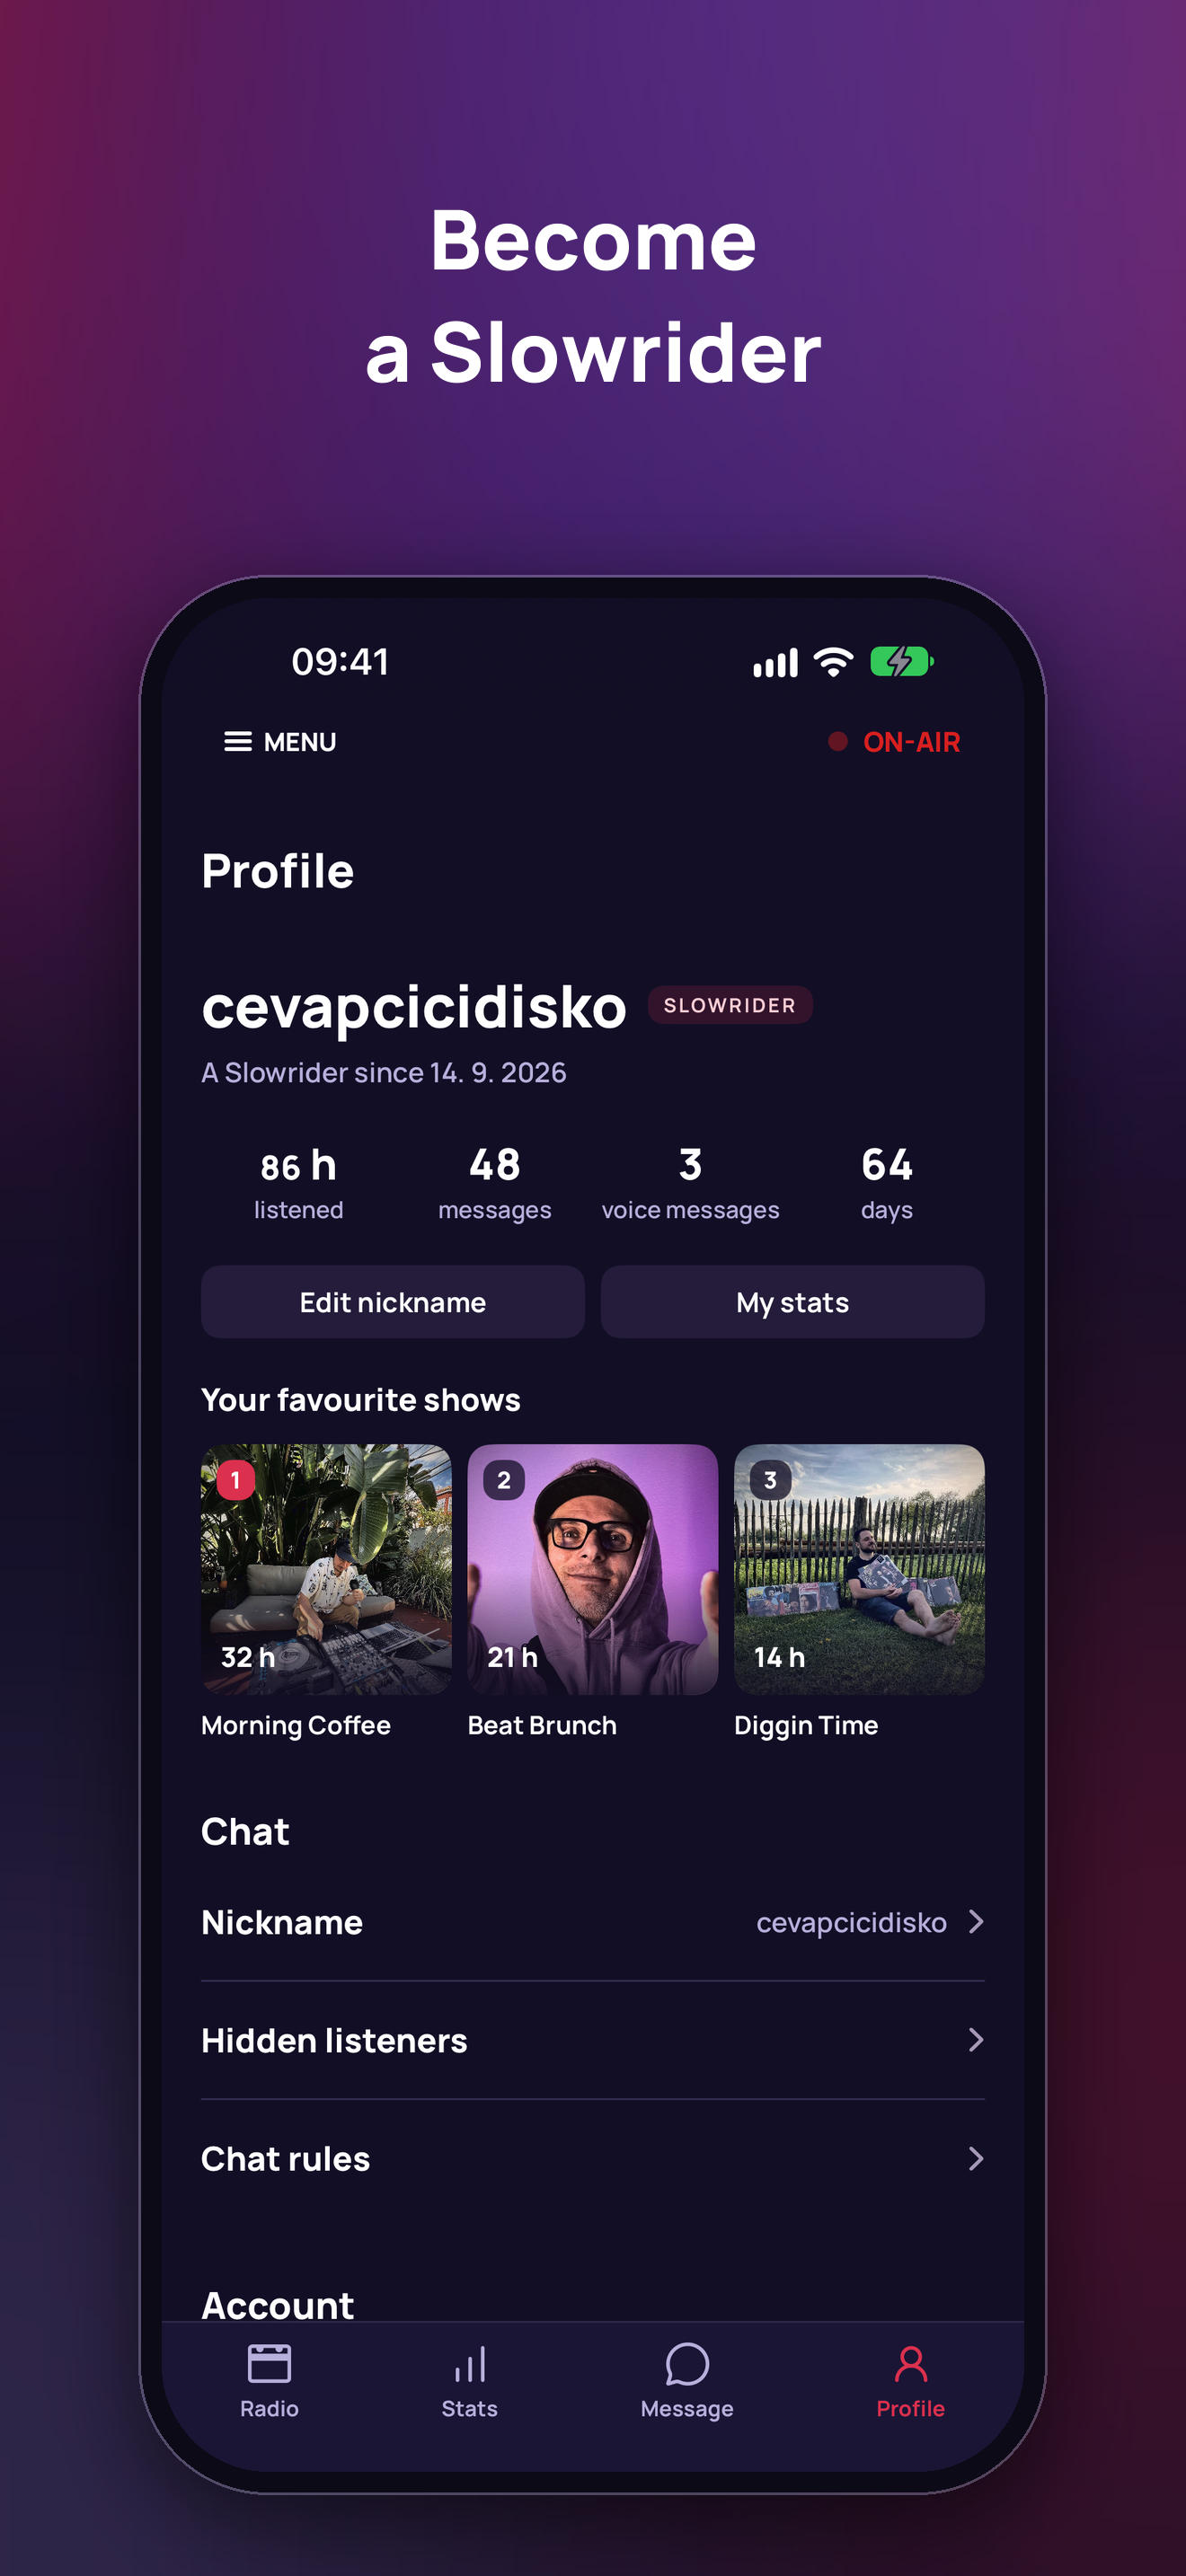 Become
a Slowrider
09:41
MENU
ON-AIR
Profile
cevapcicidisko SLOWRIDER
A Slowrider since 14. 9. 2026
86 h 48 3 64
listened messages voice messages days
Edit nickname My stats
Your favourite shows
1 2 3
32 h 21 h 14 h
Morning Coffee Beat Brunch Diggin Time
Chat
Nickname cevapcicidisko
Hidden listeners
Chat rules
Account
Radio Stats Message Profile